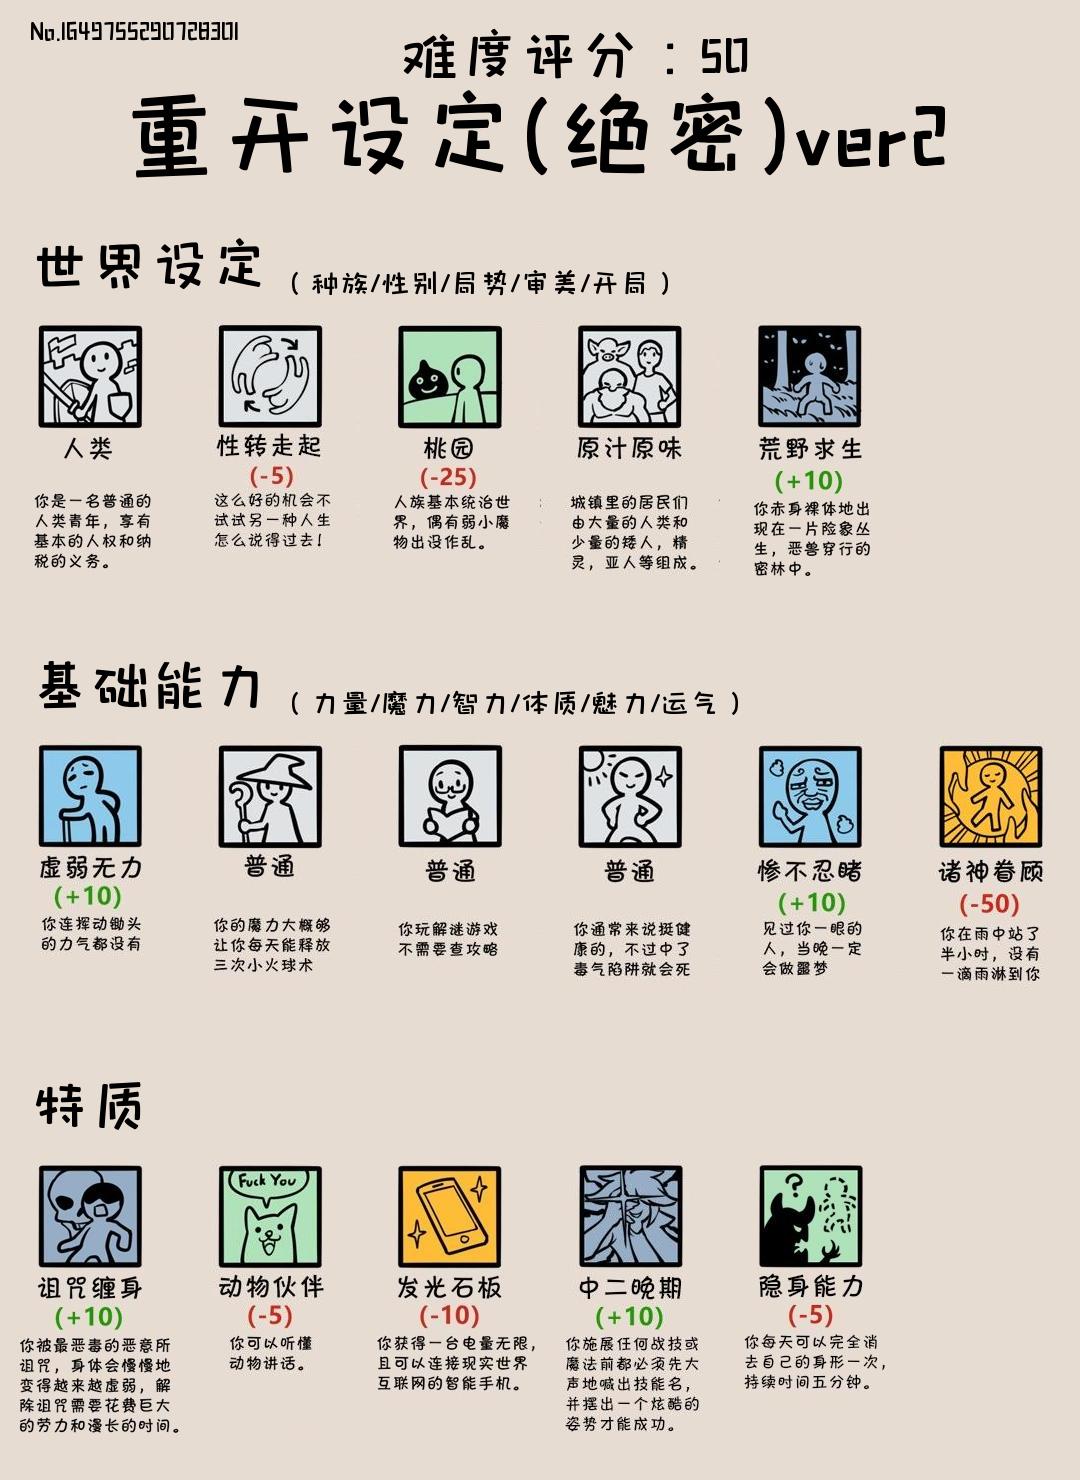 No.1649755290728301
难度评分：50
重开设定(绝密)ver2
世界设定 （种族/性别/局势/审美/开局）
人类
你是一名普通的
人类青年，享有
基本的人权和纳
税的义务。
性转走起
(-5)
这么好的机会不
试试另一种人生
怎么说得过去！
桃园
(-25)
人族基本统治世
界，偶有弱小魔
物出没作乱。
原汁原味
城镇里的居民们
由大量的人类和
少量的矮人，精
灵，亚人等组成。
荒野求生
(+10)
你赤身裸体地出
现在一片险象丛
生，恶兽穿行的
密林中。
基础能力 （力量/魔力/智力/体质/魅力/运气）
虚弱无力
(+10)
你连挥动锄头
的力气都没有
普通
你的魔力大概够
让你每天能释放
三次小火球术
普通
你玩解谜游戏
不需要查攻略
普通
你通常来说挺健
康的，不过中了
毒气陷阱就会死
惨不忍睹
(+10)
见过你一眼的
人，当晚一定
会做噩梦
诸神眷顾
(-50)
你在雨中站了
半小时，没有
一滴雨淋到你
特质
诅咒缠身
(+10)
你被最恶毒的恶意所
诅咒，身体会慢慢地
变得越来越虚弱，解
除诅咒需要花费巨大
的劳力和漫长的时间。
Fuck You
动物伙伴
(-5)
你可以听懂
动物讲话。
发光石板
(-10)
你获得一台电量无限，
且可以连接现实世界
互联网的智能手机。
中二晚期
(+10)
你施展任何战技或
魔法前都必须先大
声地喊出技能名，
并摆出一个炫酷的
姿势才能成功。
?
隐身能力
(-5)
你每天可以完全消
去自己的身形一次，
持续时间五分钟。